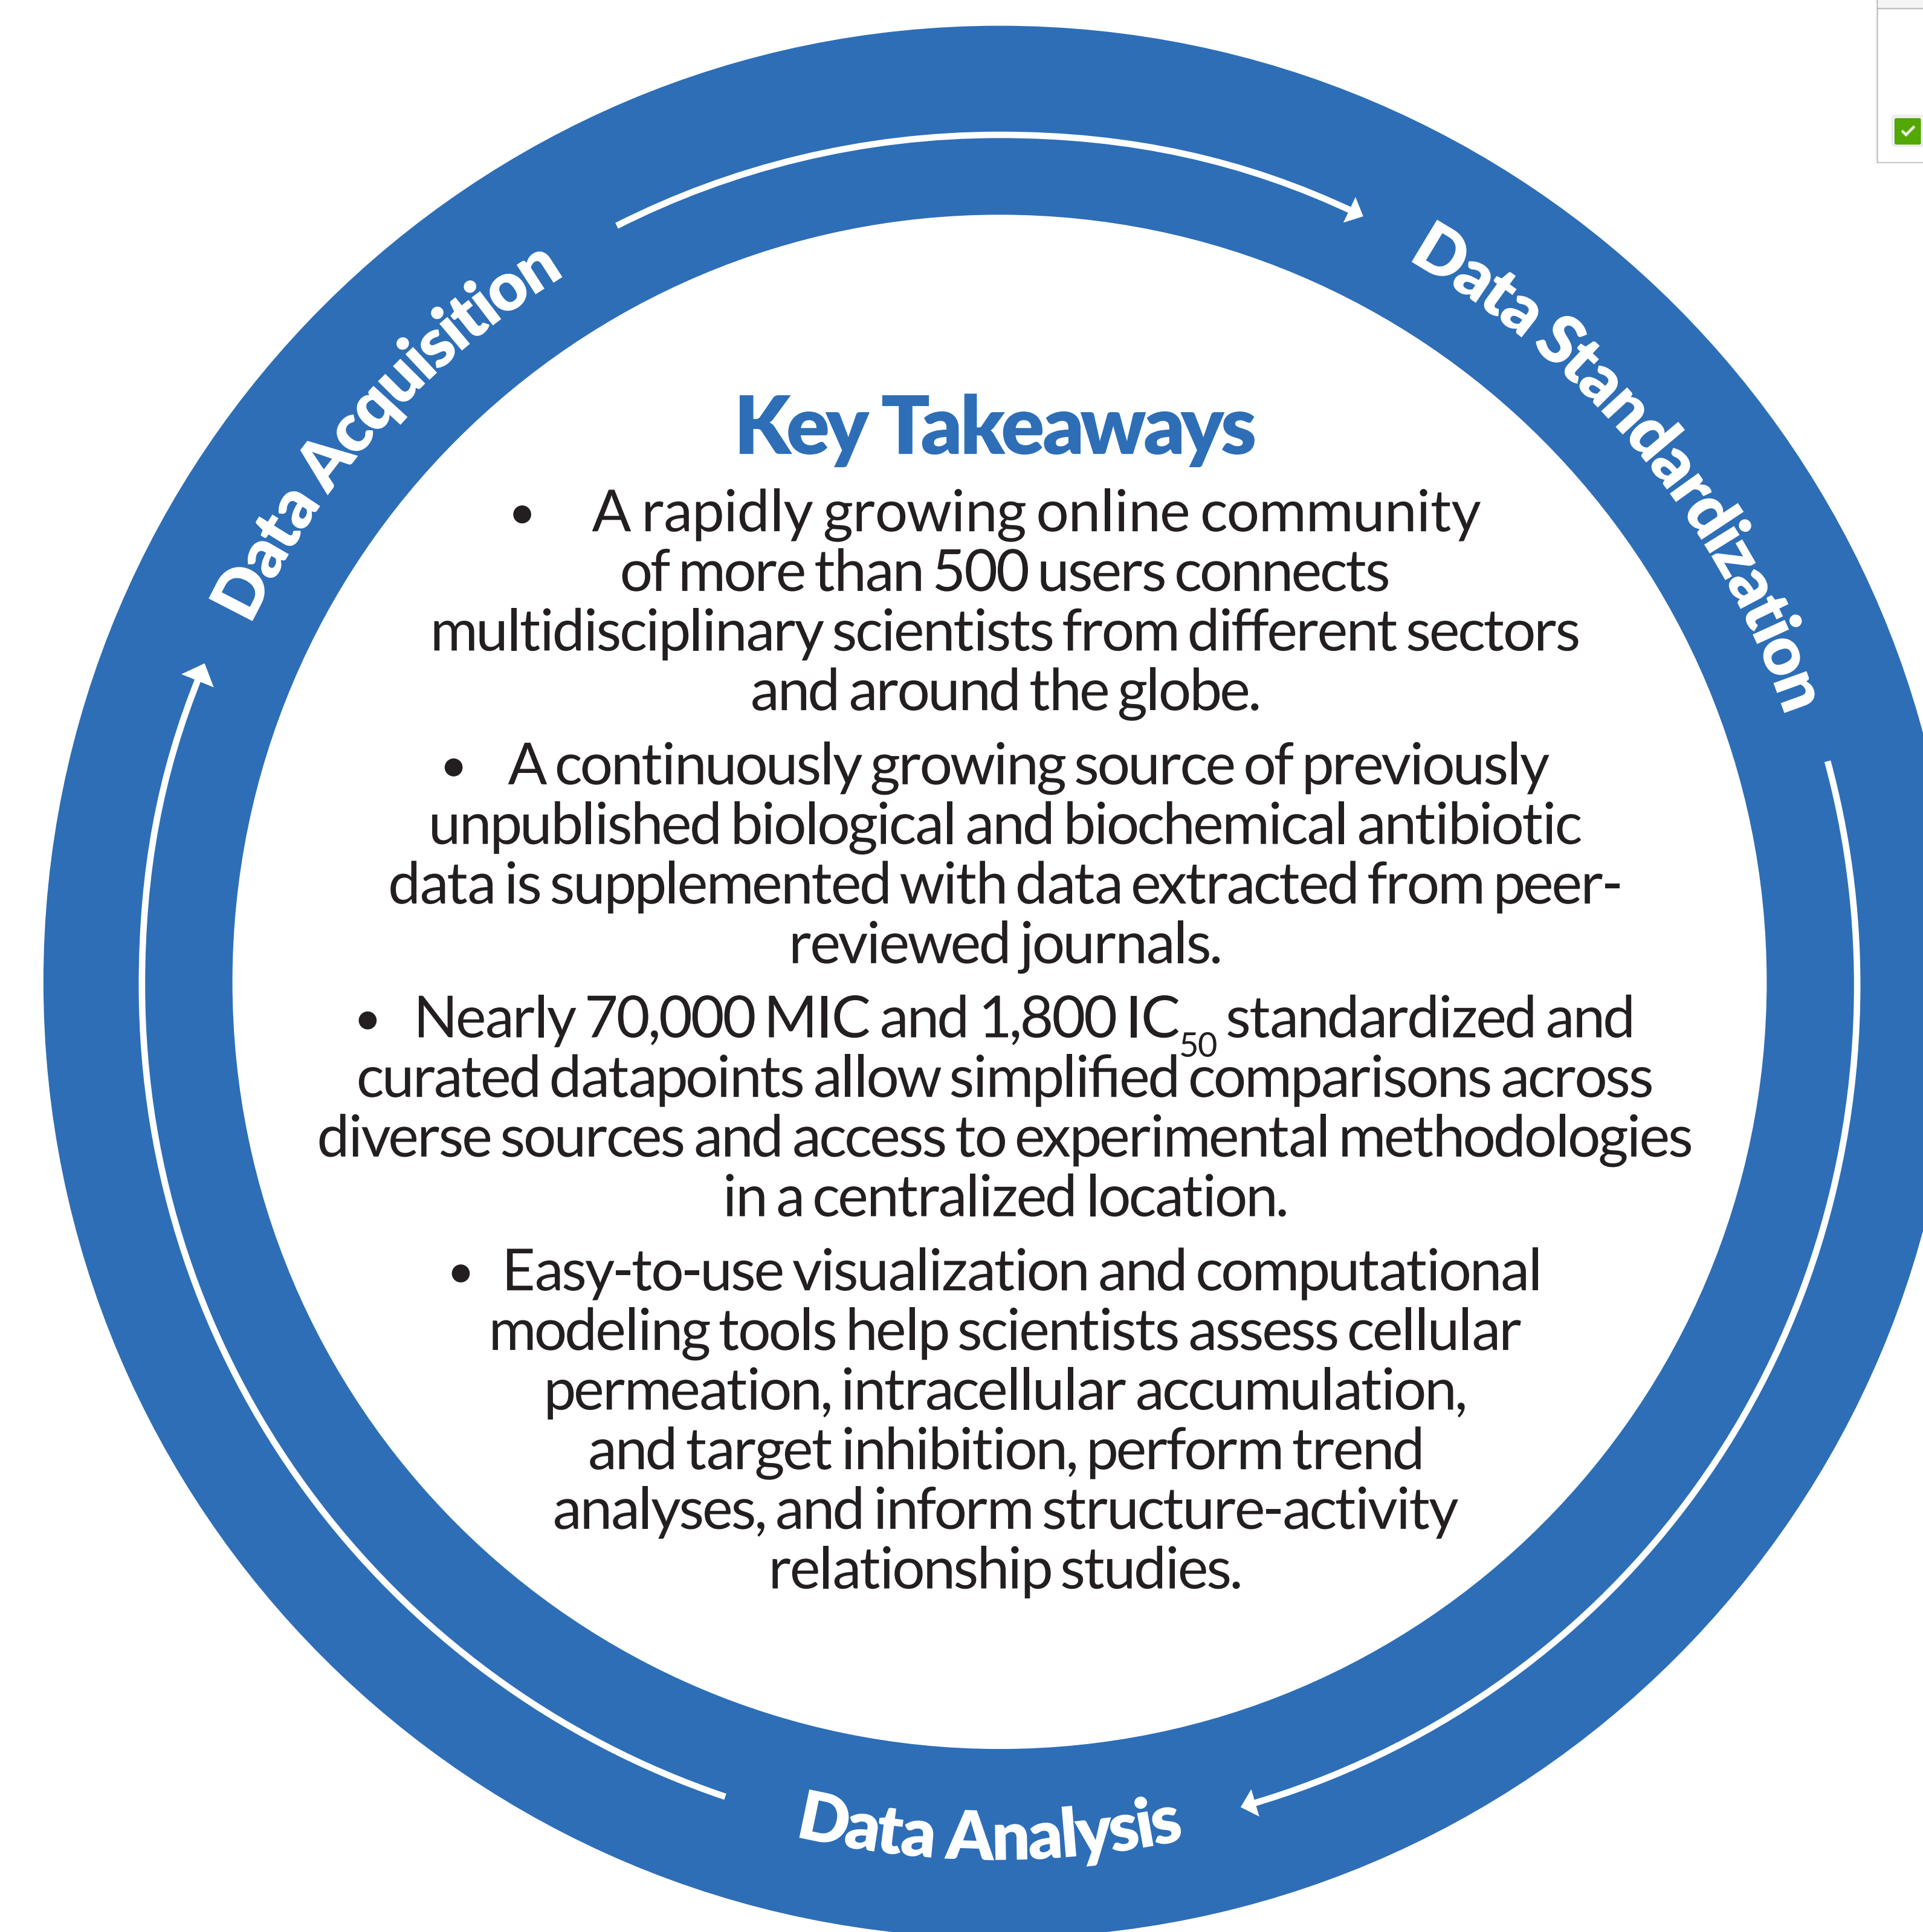 Data Acquisition
Data Standardization
Key Takeaways
• A rapidly growing online community
of more than 500 users connects
multidisciplinary scientists from different sectors
and around the globe.
• A continuously growing source of previously
unpublished biological and biochemical antibiotic
data is supplemented with data extracted from peer-
reviewed journals.
• Nearly 70,000 MIC and 1,800 IC50 standardized and
curated datapoints allow simplified comparisons across
diverse sources and access to experimental methodologies
in a centralized location.
• Easy-to-use visualization and computational
modeling tools help scientists assess cellular
permeation, intracellular accumulation,
and target inhibition, perform trend
analyses, and inform structure-activity
relationship studies.
Data Analysis